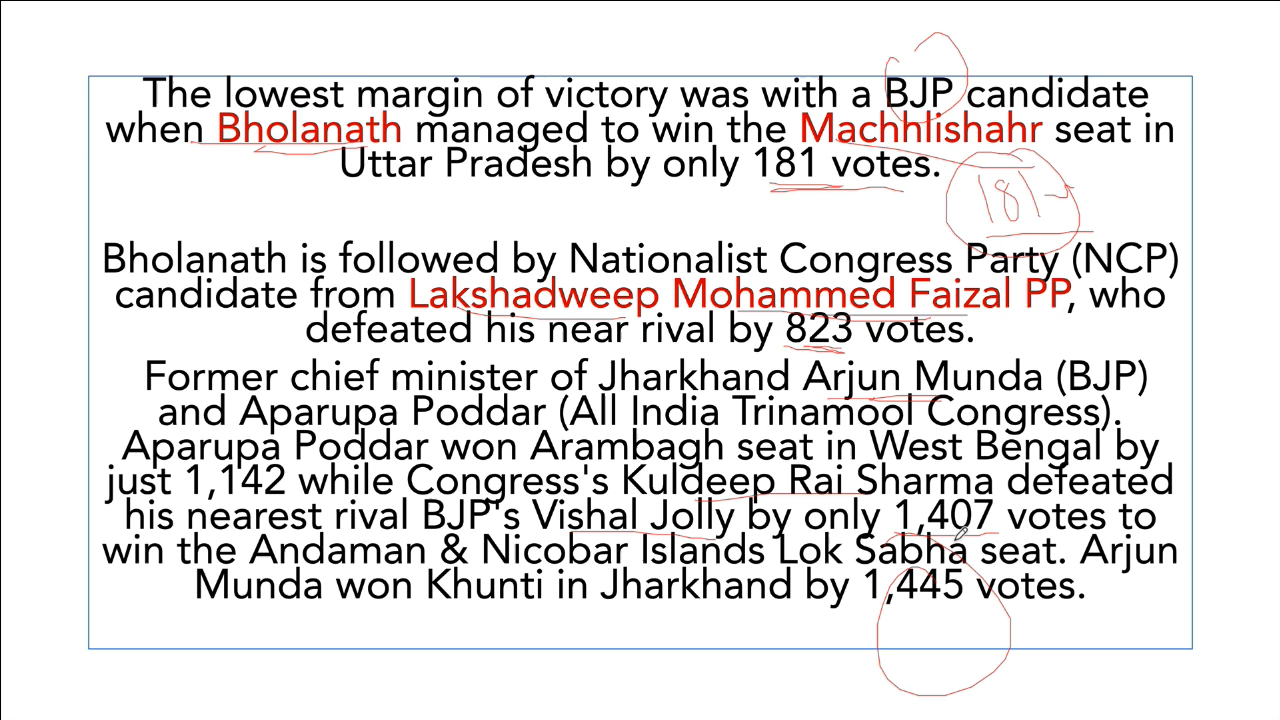 The lowest margin of victory was with a BJP candidate
when Bholanath managed to win the Machhlishahr seat in
Uttar Pradesh by only 181 votes.
181
Bholanath is followed by Nationalist Congress Party (NCP)
candidate from Lakshadweep Mohammed Faizal PP, who
defeated his near rival by 823 votes.
Former chief minister of Jharkhand Arjun Munda (BJP)
and Aparupa Poddar (All India Trinamool Congress).
Aparupa Poddar won Arambagh seat in West Bengal by
just 1,142 while Congress's Kuldeep Rai Sharma defeated
his nearest rival BJP's Vishal Jolly by only 1,407 votes to
win the Andaman & Nicobar Islands Lok Sabha seat. Arjun
Munda won Khunti in Jharkhand by 1,445 votes.